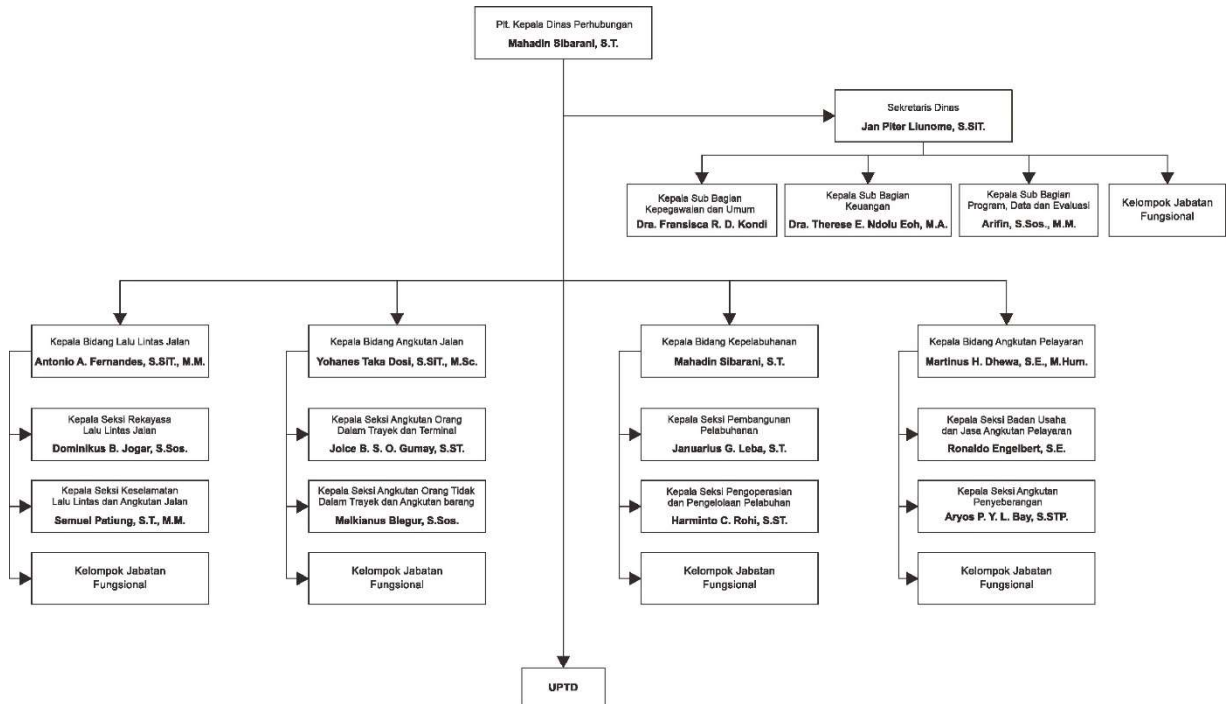 Plt. Kepala Dinas Perhubungan
Mahadin Sibarani, S.T.
Sekretaris Dinas
Jan Piter Liunome, S.SiT.
Kepala Sub Bagian
Kepegawaian dan Umum
Dra. Fransisca R. D. Kondi
Kepala Sub Bagian
Keuangan
Dra. Therese E. Ndolu Eoh, M.A.
Kepala Sub Bagian
Program, Data dan Evaluasi
Arifin, S.Sos., M.M.
Kelompok Jabatan
Fungsional
Kepala Bidang Lalu Lintas Jalan
Antonio A. Fernandes, S.SiT., M.M.
Kepala Bidang Angkutan Jalan
Yohanes Taka Dosi, S.SiT., M.Sc.
Kepala Bidang Kepelabuhanan
Mahadin Sibarani, S.T.
Kepala Bidang Angkutan Pelayaran
Martinus H. Dhewa, S.E., M.Hum.
Kepala Seksi Rekayasa
Lalu Lintas Jalan
Dominikus B. Jogar, S.Sos.
Kepala Seksi Angkutan Orang
Dalam Trayek dan Terminal
Joice B. S. O. Gumay, S.ST.
Kepala Seksi Pembangunan
Pelabuhanan
Januarius G. Leba, S.T.
Kepala Seksi Badan Usaha
dan Jasa Angkutan Pelayaran
Ronaldo Engelbert, S.E.
Kepala Seksi Keselamatan
Lalu Lintas dan Angkutan Jalan
Semuel Patiung, S.T., M.M.
Kepala Seksi Angkutan Orang Tidak
Dalam Trayek dan Angkutan barang
Melkianus Blegur, S.Sos.
Kepala Seksi Pengoperasian
dan Pengelolaan Pelabuhan
Harminto C. Rohi, S.ST.
Kepala Seksi Angkutan
Penyeberangan
Aryos P. Y. L. Bay, S.STP.
Kelompok Jabatan
Fungsional
Kelompok Jabatan
Fungsional
Kelompok Jabatan
Fungsional
Kelompok Jabatan
Fungsional
UPTD